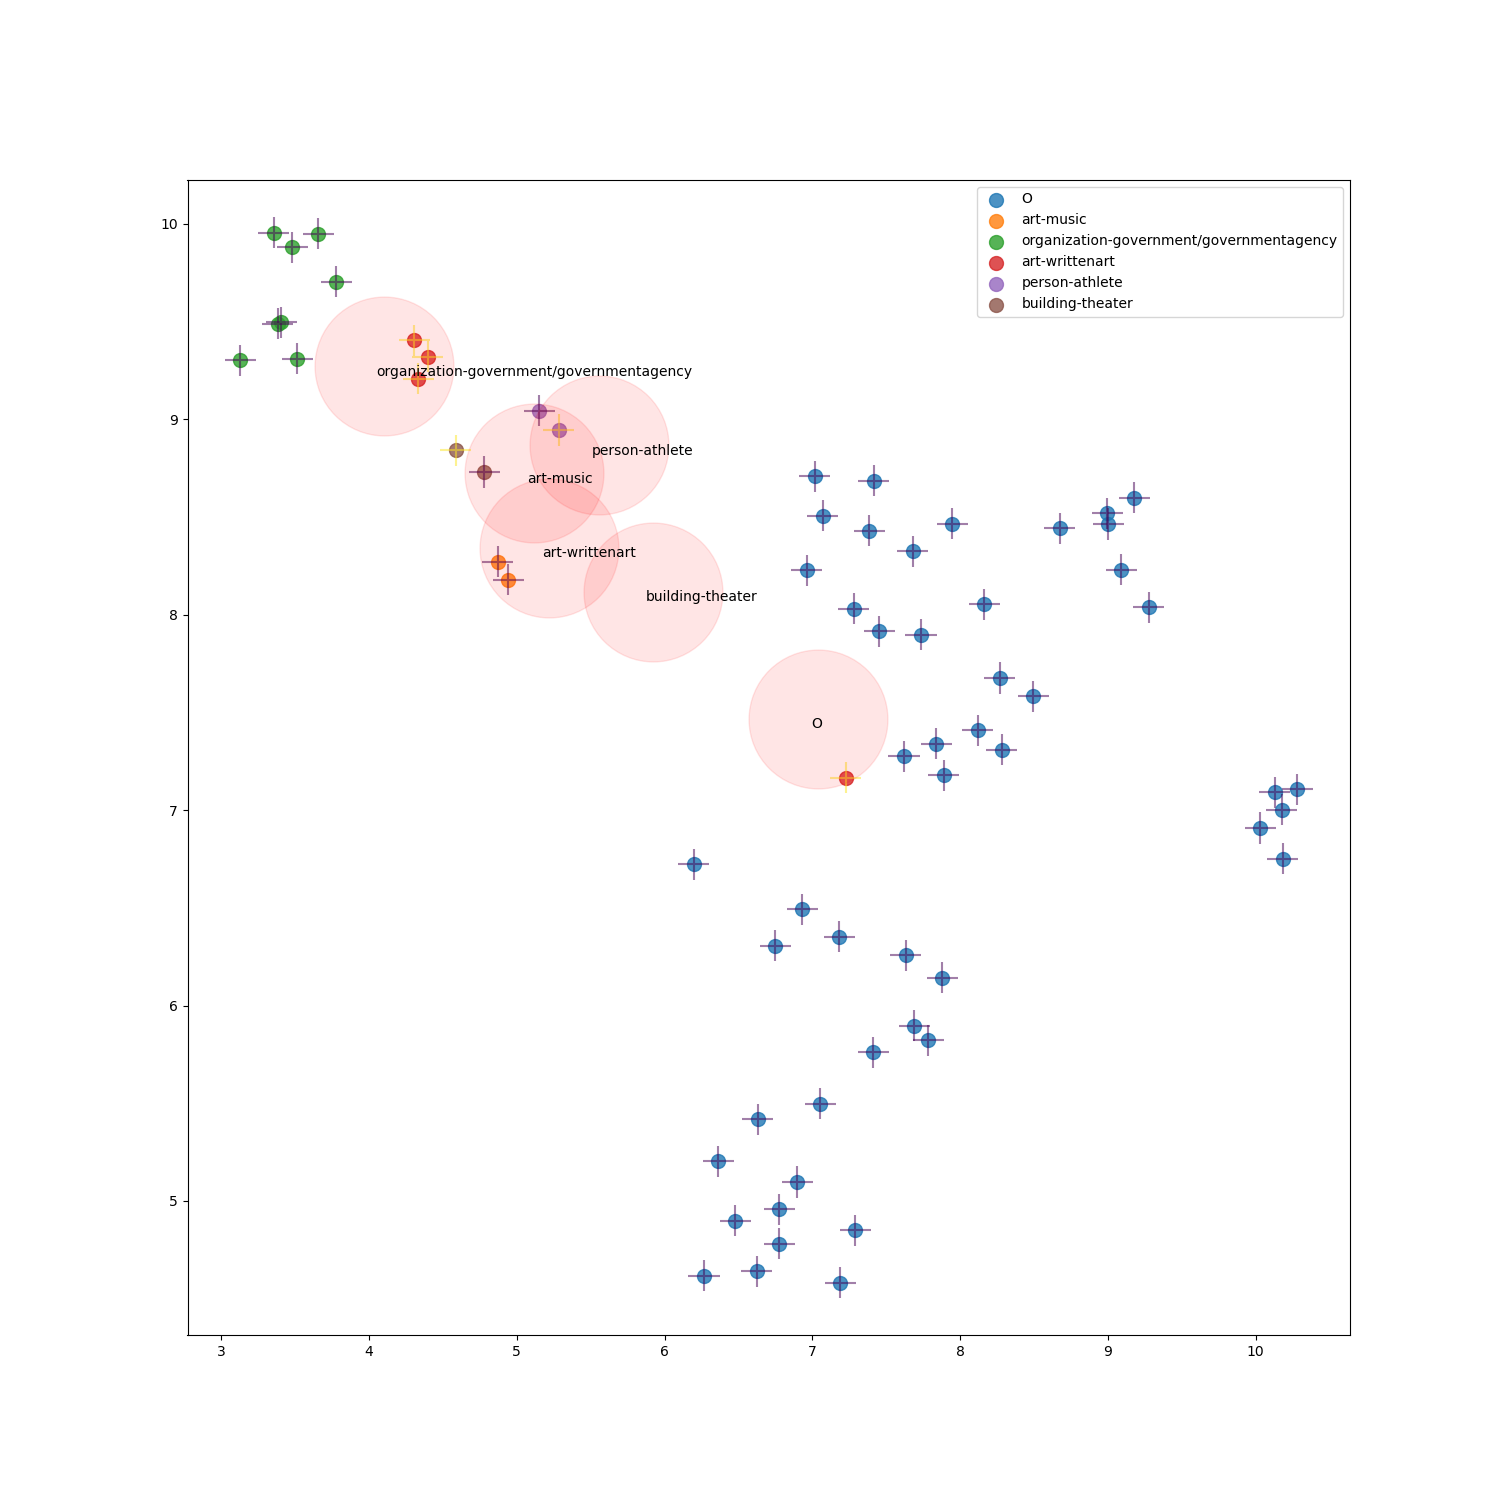 O
art-music
organization-government/governmentagency
art-writtenart
person-athlete
building-theater
10
9
8
7
6
5
organization-government/governmentagency
person-athlete
art-music
art-writtenart
building-theater
O
3 4 5 6 7 8 9 10